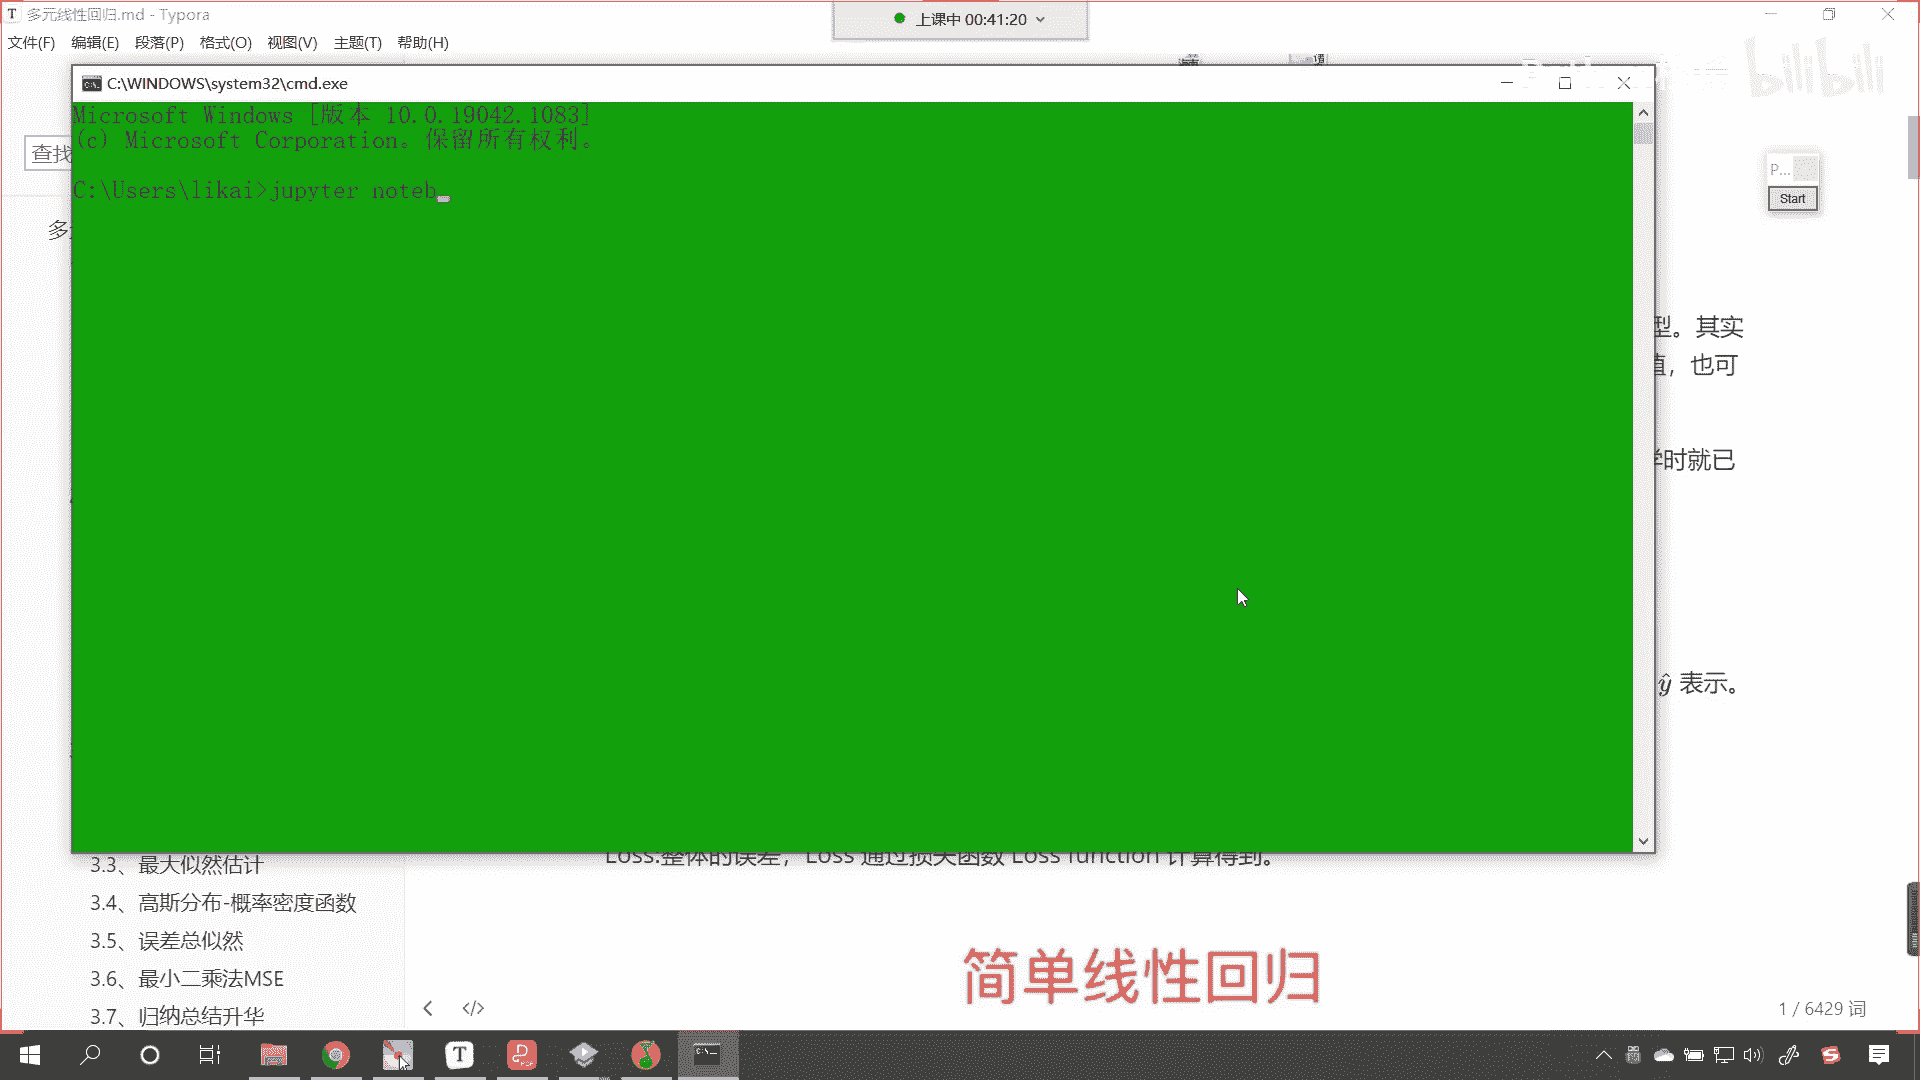 多元线性回归.md - Typora
上课中 00:41:20
文件(F) 编辑(E) 段落(P) 格式(O) 视图(V) 主题(T) 帮助(H)
bilibili
C:\WINDOWS\system32\cmd.exe
Microsoft Windows [版本 10.0.19042.1083]
(c) Microsoft Corporation。保留所有权利。
C:\Users\likai>jupyter noteb
查找
P...
Start
多
型。其实
值，也可
学时就已
ŷ 表示。
Loss:整体的误差，Loss 通过损失函数 Loss function 计算得到。
3.3、最大似然估计
3.4、高斯分布-概率密度函数
3.5、误差总似然
3.6、最小二乘法MSE
3.7、归纳总结升华
简单线性回归
1 / 6429 词